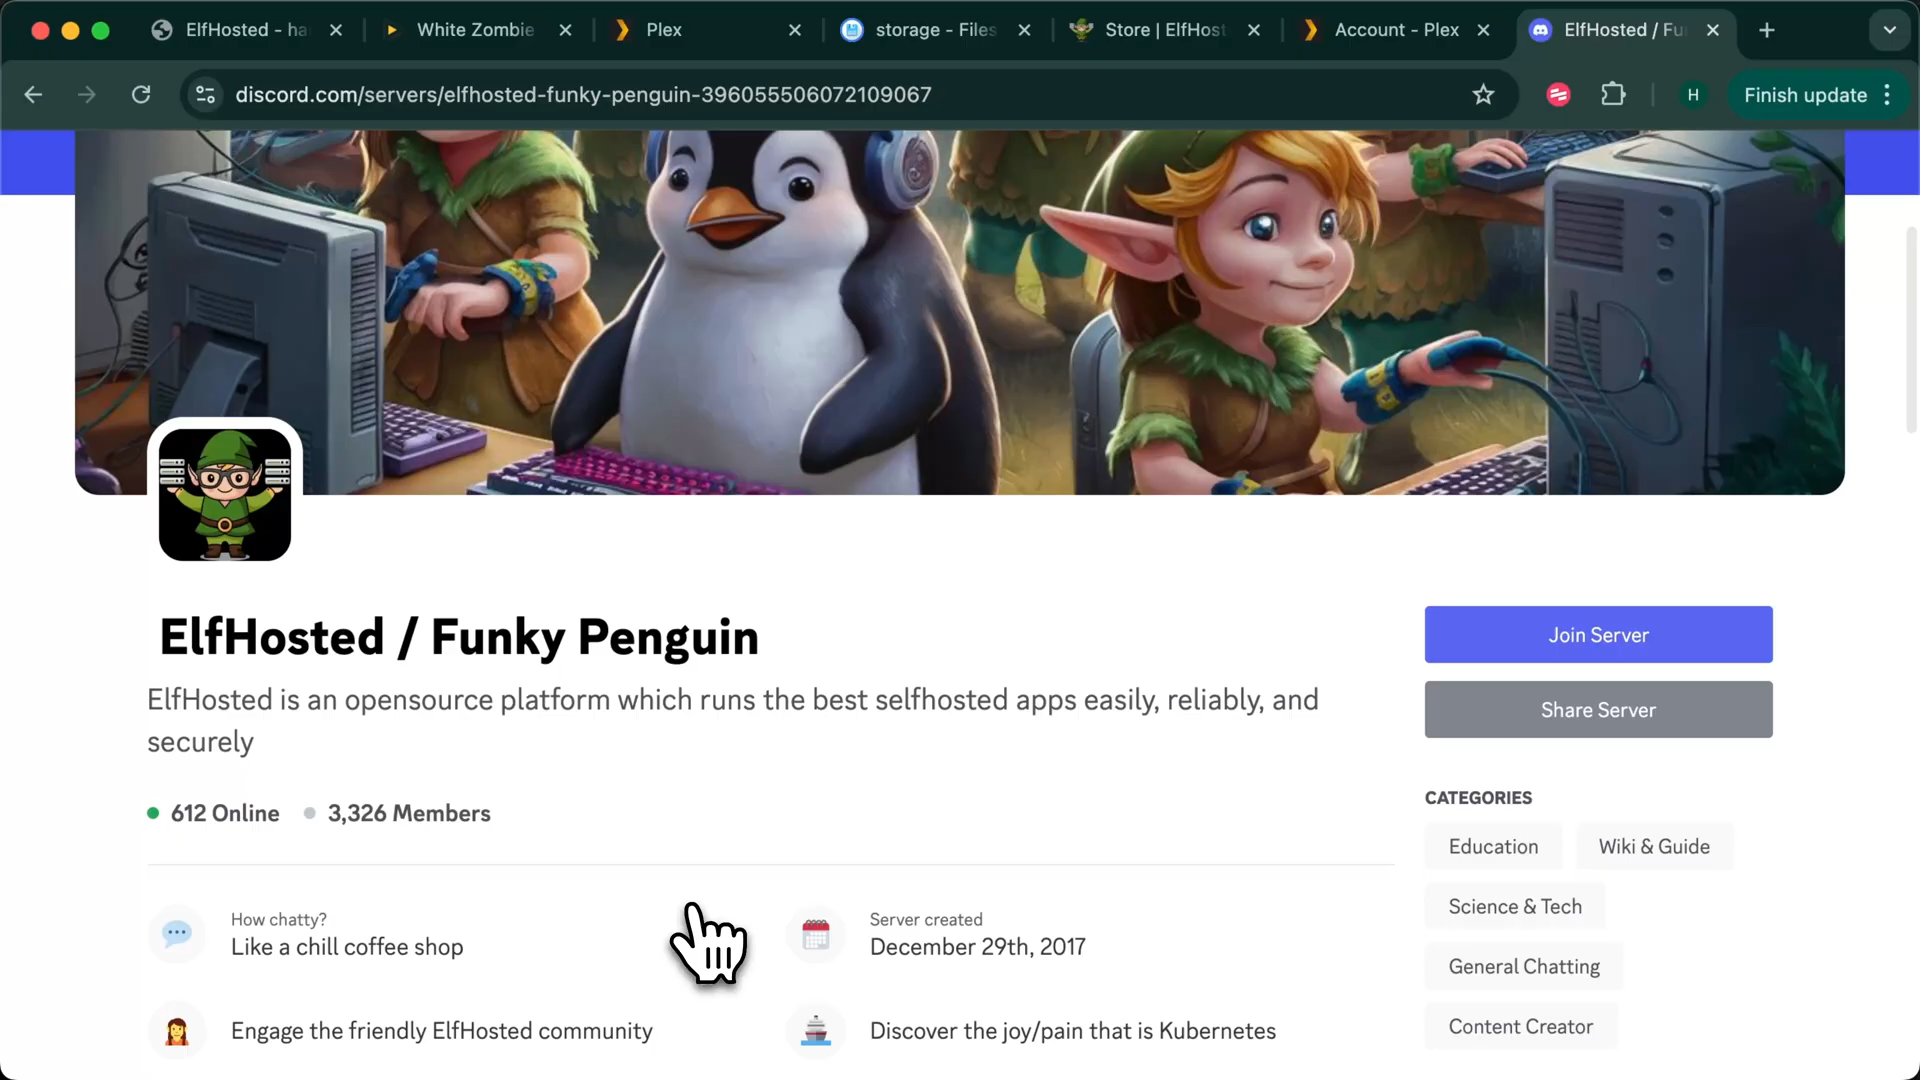 ElfHosted - ha
White Zombie
Plex
storage - Files
Store | ElfHost
Account - Plex
ElfHosted / Fu
discord.com/servers/elfhosted-funky-penguin-396055506072109067
H
Finish update
ElfHosted / Funky Penguin
ElfHosted is an opensource platform which runs the best selfhosted apps easily, reliably, and
securely
612 Online
3,326 Members
Join Server
Share Server
CATEGORIES
Education
Wiki & Guide
Science & Tech
General Chatting
Content Creator
How chatty?
Like a chill coffee shop
Server created
December 29th, 2017
Engage the friendly ElfHosted community
Discover the joy/pain that is Kubernetes